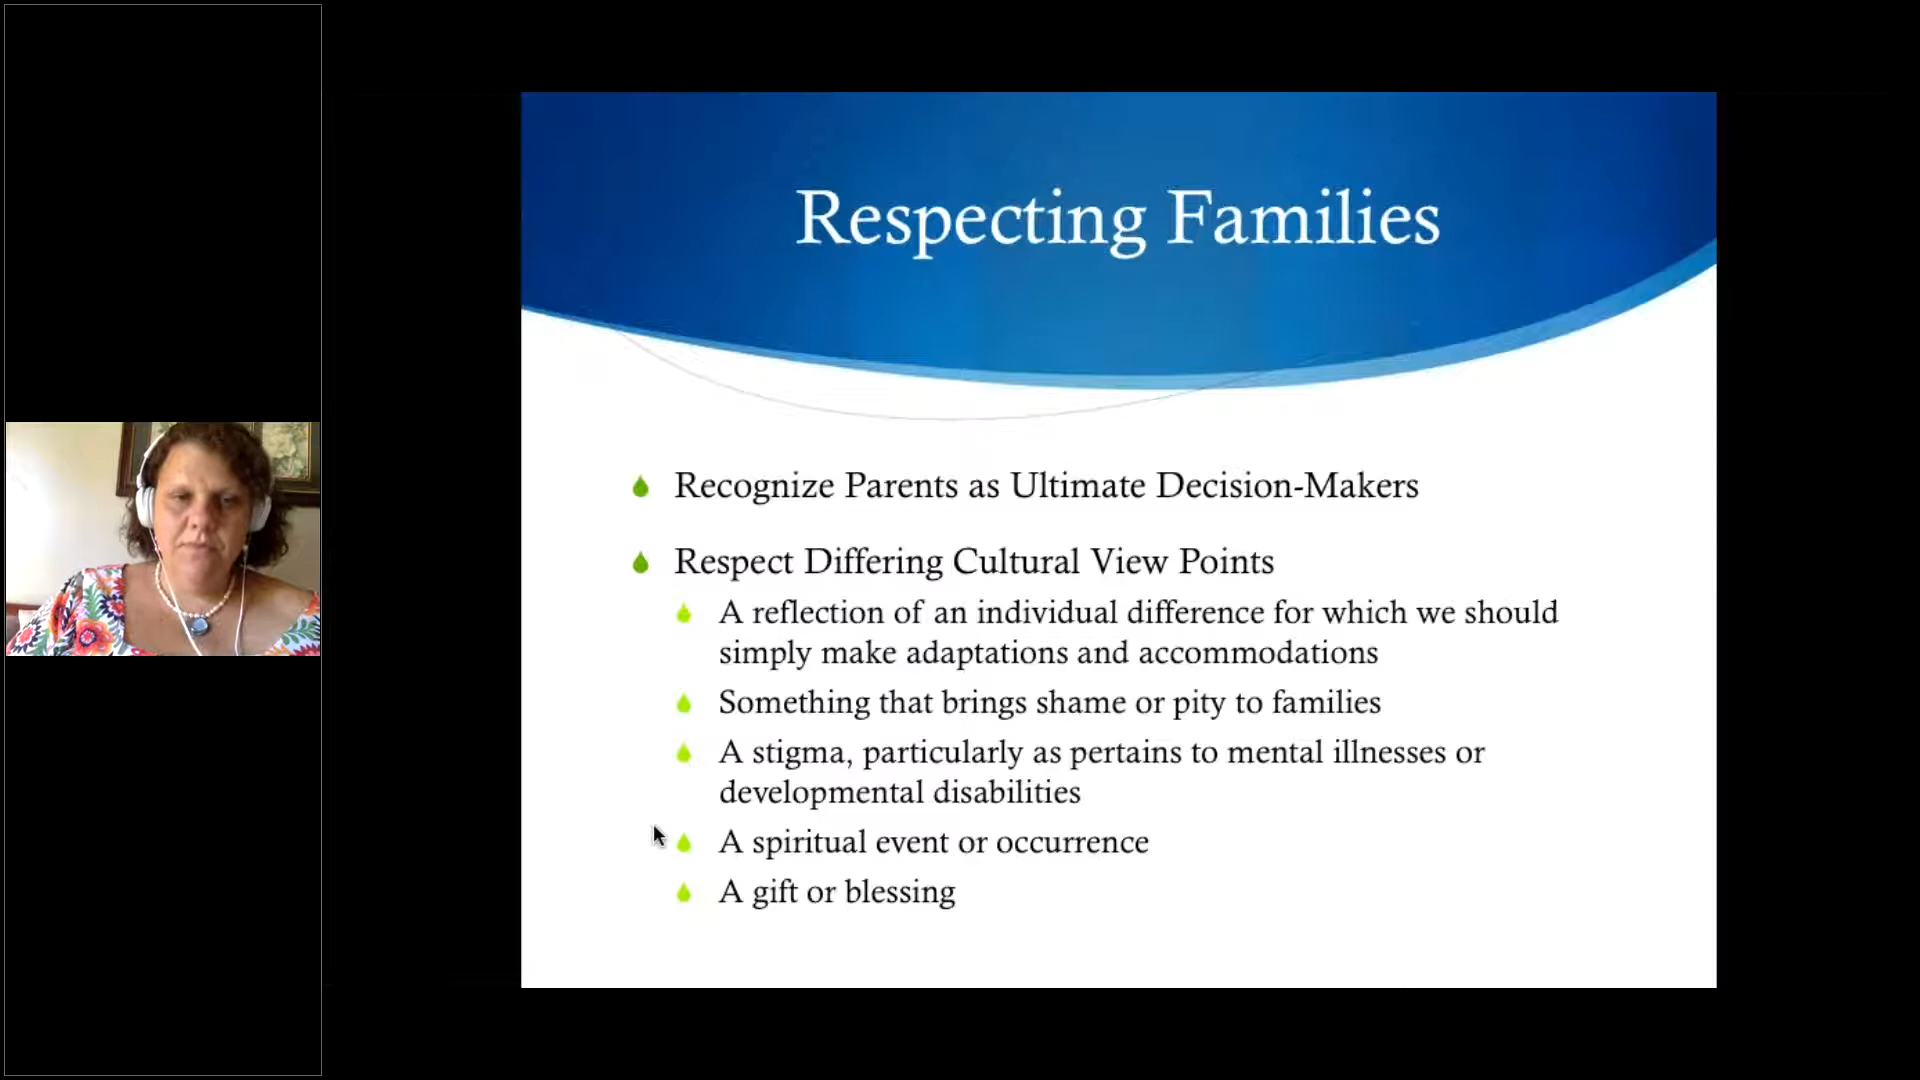 Respecting Families
Recognize Parents as Ultimate Decision-Makers
Respect Differing Cultural View Points
A reflection of an individual difference for which we should
simply make adaptations and accommodations
Something that brings shame or pity to families
A stigma, particularly as pertains to mental illnesses or
developmental disabilities
A spiritual event or occurrence
A gift or blessing